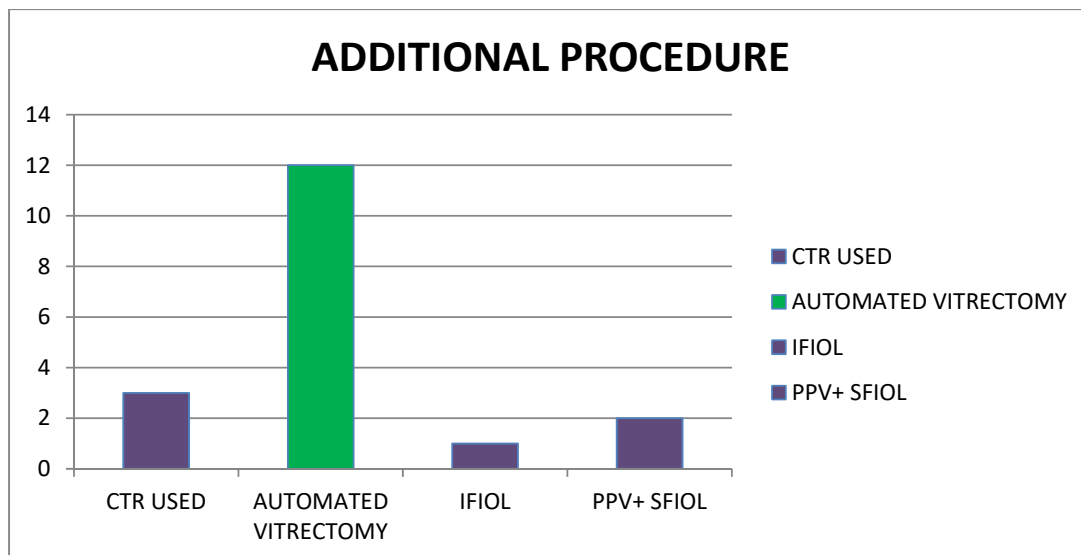 ADDITIONAL PROCEDURE
14
12
10
8
6
4
2
0
CTR USED
AUTOMATED
VITRECTOMY
IFIOL
PPV+ SFIOL
CTR USED
AUTOMATED VITRECTOMY
IFIOL
PPV+ SFIOL